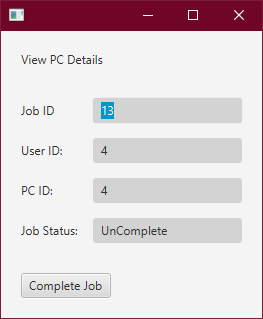 View PC Details
Job ID 13
User ID: 4
PC ID: 4
Job Status: UnComplete
Complete Job